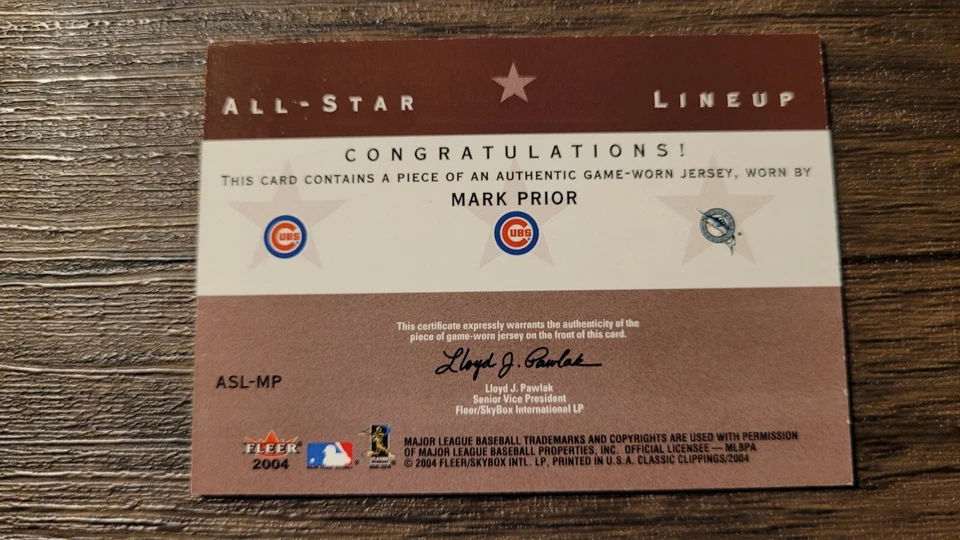 ALL-STAR LINEUP
CONGRATULATIONS!
THIS CARD CONTAINS A PIECE OF AN AUTHENTIC GAME-WORN JERSEY, WORN BY
MARK PRIOR
CUBS CUBS
This certificate expressly warrants the authenticity of the
piece of game-worn jersey on the front of this card.
Lloyd J. Pawlak
Lloyd J. Pawlak
Senior Vice President
Fleer/SkyBox International LP
ASL-MP
FLEER
2004
MAJOR LEAGUE BASEBALL TRADEMARKS AND COPYRIGHTS ARE USED WITH PERMISSION
OF MAJOR LEAGUE BASEBALL PROPERTIES, INC. OFFICIAL LICENSEE — MLBPA
© 2004 FLEER/SKYBOX INTL. LP, PRINTED IN U.S.A. CLASSIC CLIPPINGS/2004